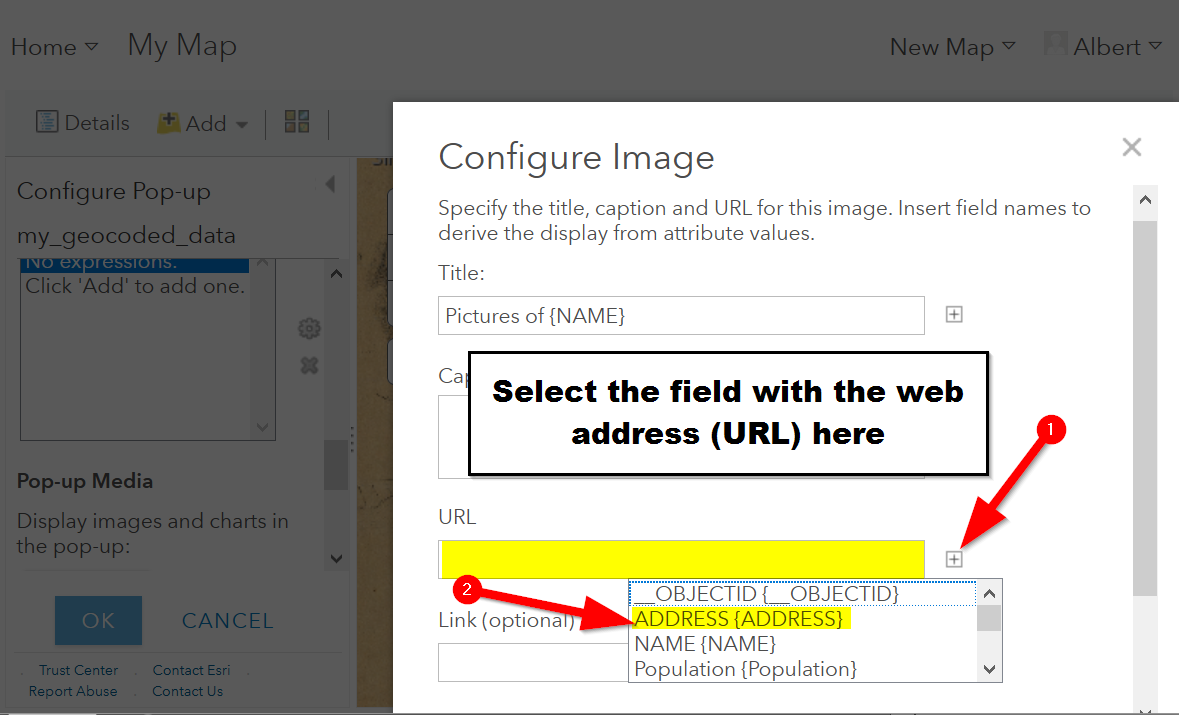 Home
My Map
New Map
Albert
Details
Add
Configure Pop-up
my_geocoded_data
No expressions.
Click 'Add' to add one.
Pop-up Media
Display images and charts in
the pop-up:
OK
CANCEL
Trust Center
Contact Esri
Report Abuse
Contact Us
Configure Image
Specify the title, caption and URL for this image. Insert field names to
derive the display from attribute values.
Title:
Pictures of {NAME}
Select the field with the web
address (URL) here
1
URL
2
__OBJECTID {__OBJECTID}
ADDRESS {ADDRESS}
NAME {NAME}
Population {Population}
Link (optional)